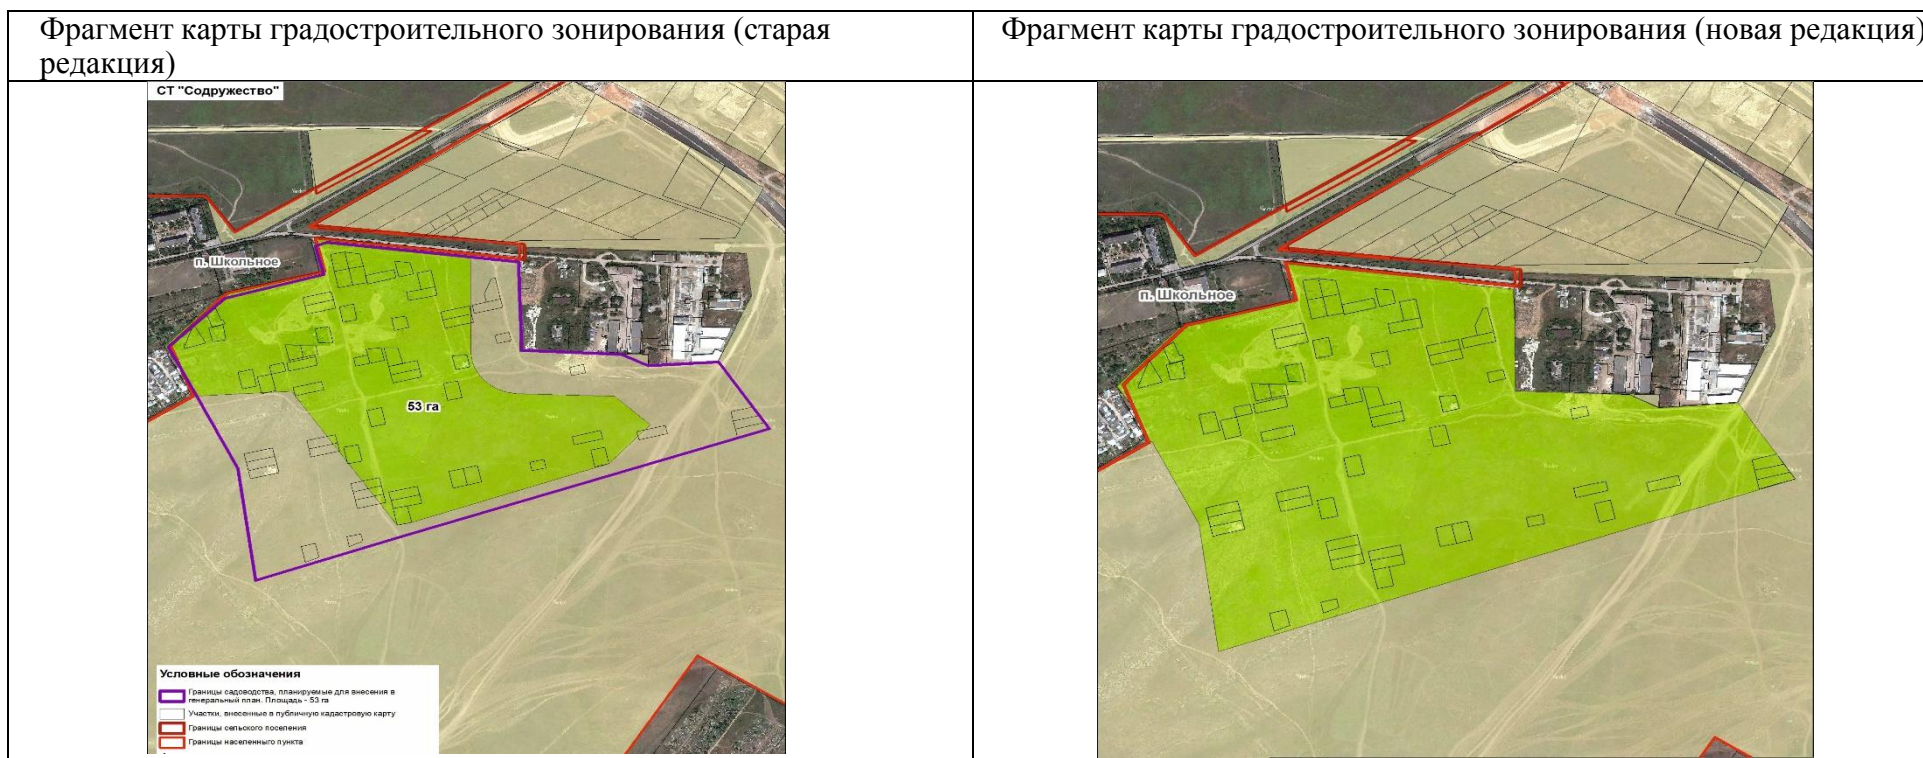 Фрагмент карты градостроительного зонирования (старая
редакция)
Фрагмент карты градостроительного зонирования (новая редакция)
СТ "Содружество"
п. Школьное
53 га
Условные обозначения
Границы садоводства, планируемые для внесения в
генеральный план. Площадь - 53 га
Участки, внесенные в публичную кадастровую карту
Границы сельского поселения
Границы населенного пункта
п. Школьное